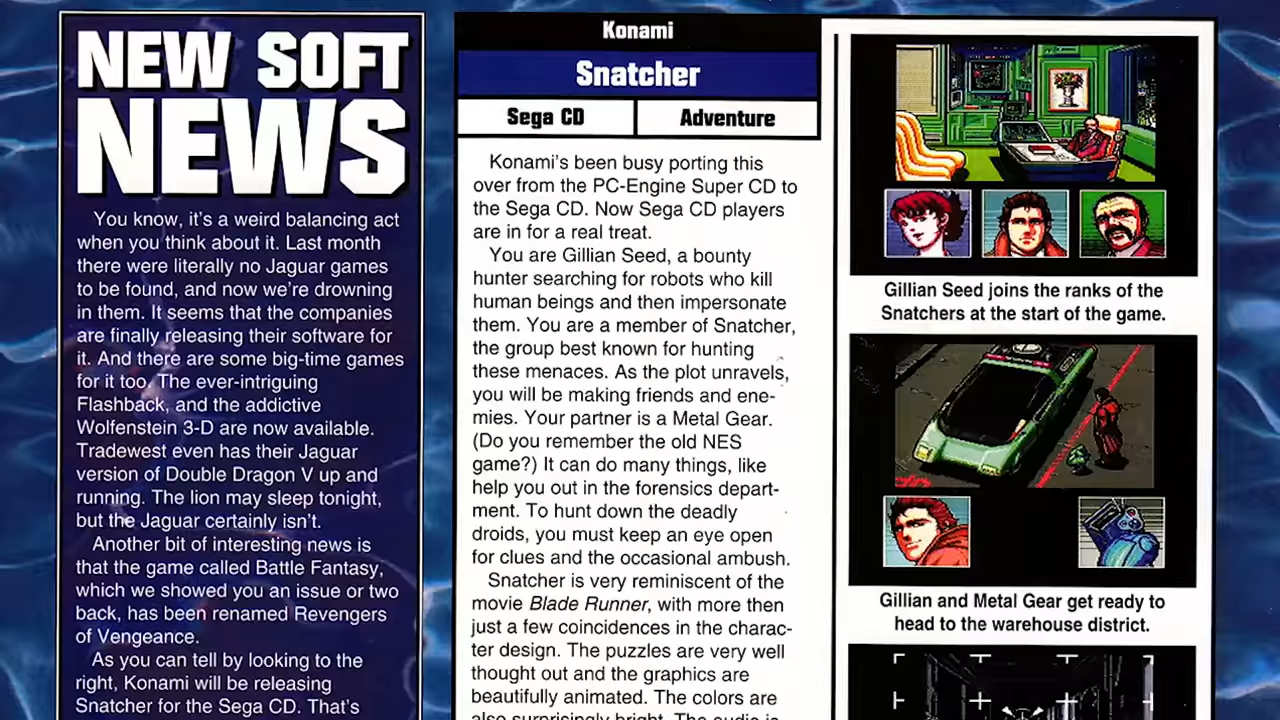 NEW SOFT
NEWS
You know, it's a weird balancing act
when you think about it. Last month
there were literally no Jaguar games
to be found, and now we're drowning
in them. It seems that the companies
are finally releasing their software for
it. And there are some big-time games
for it too. The ever-intriguing
Flashback, and the addictive
Wolfenstein 3-D are now available.
Tradewest even has their Jaguar
version of Double Dragon V up and
running. The lion may sleep tonight,
but the Jaguar certainly isn't.
Another bit of interesting news is
that the game called Battle Fantasy,
which we showed you an issue or two
back, has been renamed Revengers
of Vengeance.
As you can tell by looking to the
right, Konami will be releasing
Snatcher for the Sega CD. That's
Konami
Snatcher
Sega CD
Adventure
Konami's been busy porting this
over from the PC-Engine Super CD to
the Sega CD. Now Sega CD players
are in for a real treat.
You are Gillian Seed, a bounty
hunter searching for robots who kill
human beings and then impersonate
them. You are a member of Snatcher,
the group best known for hunting
these menaces. As the plot unravels,
you will be making friends and ene-
mies. Your partner is a Metal Gear.
(Do you remember the old NES
game?) It can do many things, like
help you out in the forensics depart-
ment. To hunt down the deadly
droids, you must keep an eye open
for clues and the occasional ambush.
Snatcher is very reminiscent of the
movie Blade Runner, with more then
just a few coincidences in the charac-
ter design. The puzzles are very well
thought out and the graphics are
beautifully animated. The colors are
also surprisingly bright. The audio is
Gillian Seed joins the ranks of the
Snatchers at the start of the game.
Gillian and Metal Gear get ready to
head to the warehouse district.